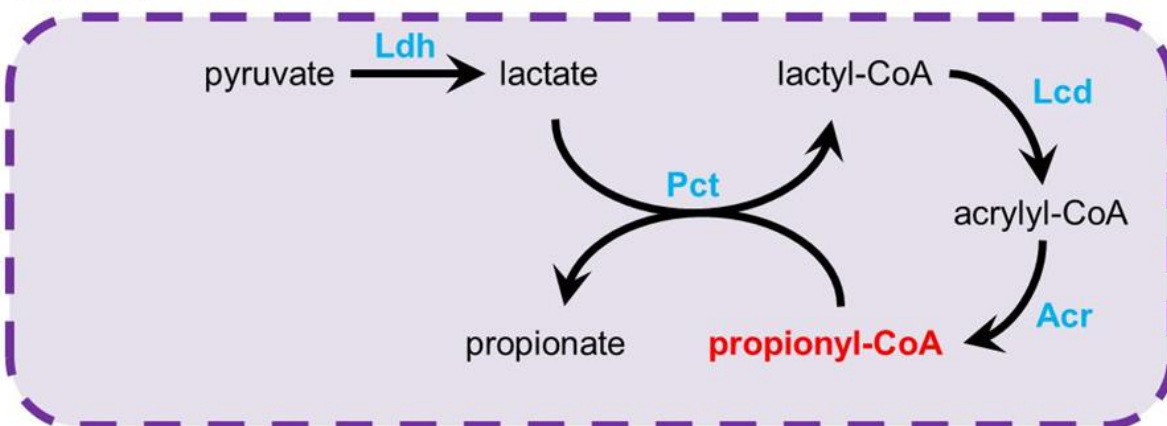 Ldh
pyruvate lactate lactyl-CoA
Lcd
Pct
acrylyl-CoA
Acr
propionate propionyl-CoA